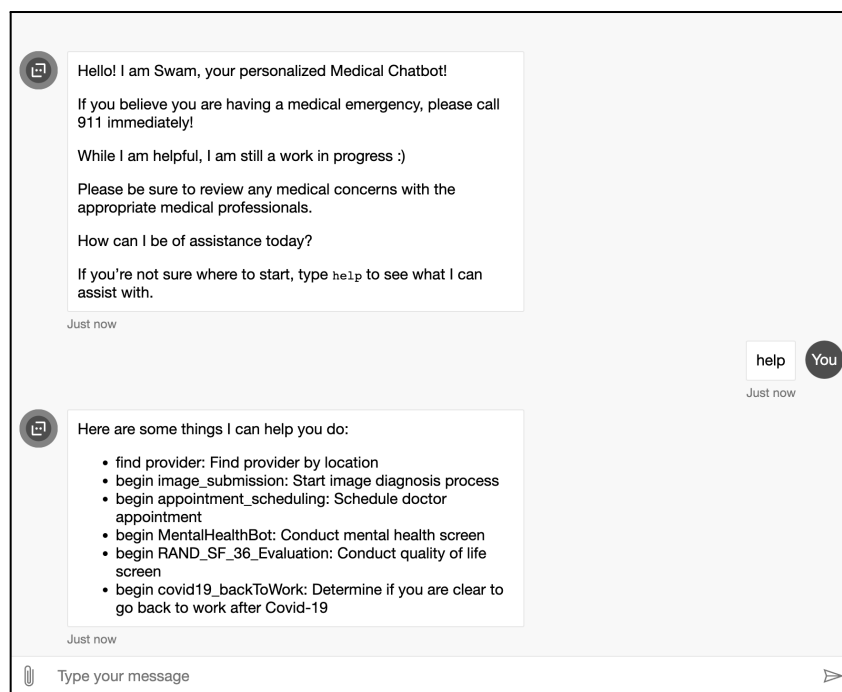 Hello! I am Swam, your personalized Medical Chatbot!
If you believe you are having a medical emergency, please call
911 immediately!
While I am helpful, I am still a work in progress :)
Please be sure to review any medical concerns with the
appropriate medical professionals.
How can I be of assistance today?
If you’re not sure where to start, type help to see what I can
assist with.
Just now
help
You
Just now
Here are some things I can help you do:
• find provider: Find provider by location
• begin image_submission: Start image diagnosis process
• begin appointment_scheduling: Schedule doctor
appointment
• begin MentalHealthBot: Conduct mental health screen
• begin RAND_SF_36_Evaluation: Conduct quality of life
screen
• begin covid19_backToWork: Determine if you are clear to
go back to work after Covid-19
Just now
Type your message